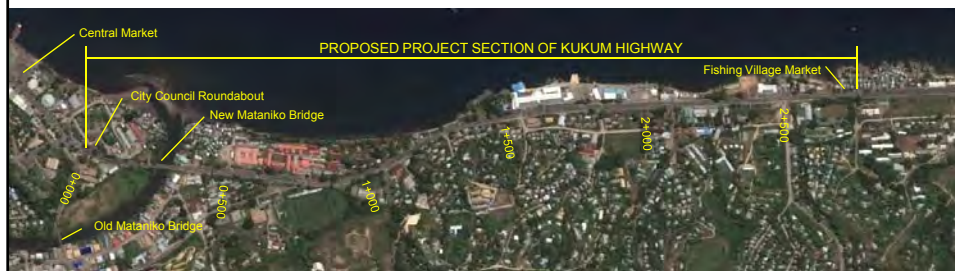 Central Market
PROPOSED PROJECT SECTION OF KUKUM HIGHWAY
Fishing Village Market
City Council Roundabout
New Mataniko Bridge
0+000
0+500
1+000
1+500
2+000
2+500
Old Mataniko Bridge